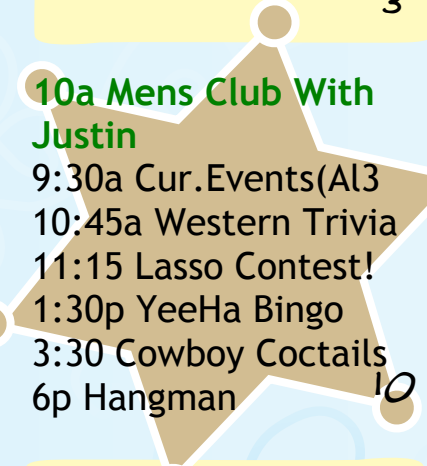 3
10a Mens Club With
Justin
9:30a Cur.Events(Al3
10:45a Western Trivia
11:15 Lasso Contest!
1:30p YeeHa Bingo
3:30 Cowboy Coctails
6p Hangman
10